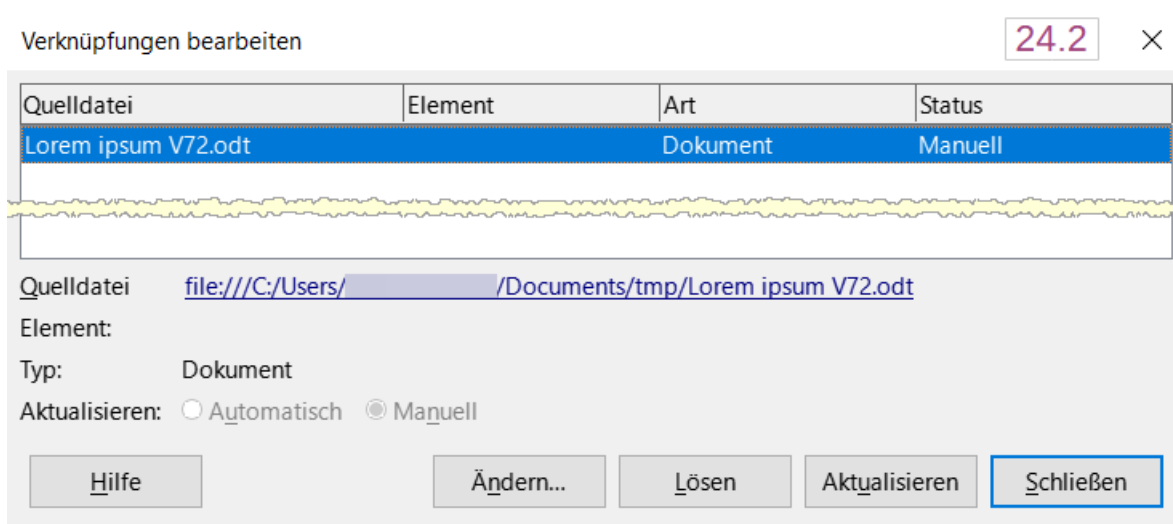 Verknüpfungen bearbeiten 24.2
Quelldatei Element Art Status
Lorem ipsum V72.odt Dokument Manuell
Quelldatei file:///C:/Users/ /Documents/tmp/Lorem ipsum V72.odt
Element:
Typ: Dokument
Aktualisieren: Automatisch Manuell
Hilfe Ändern... Lösen Aktualisieren Schließen